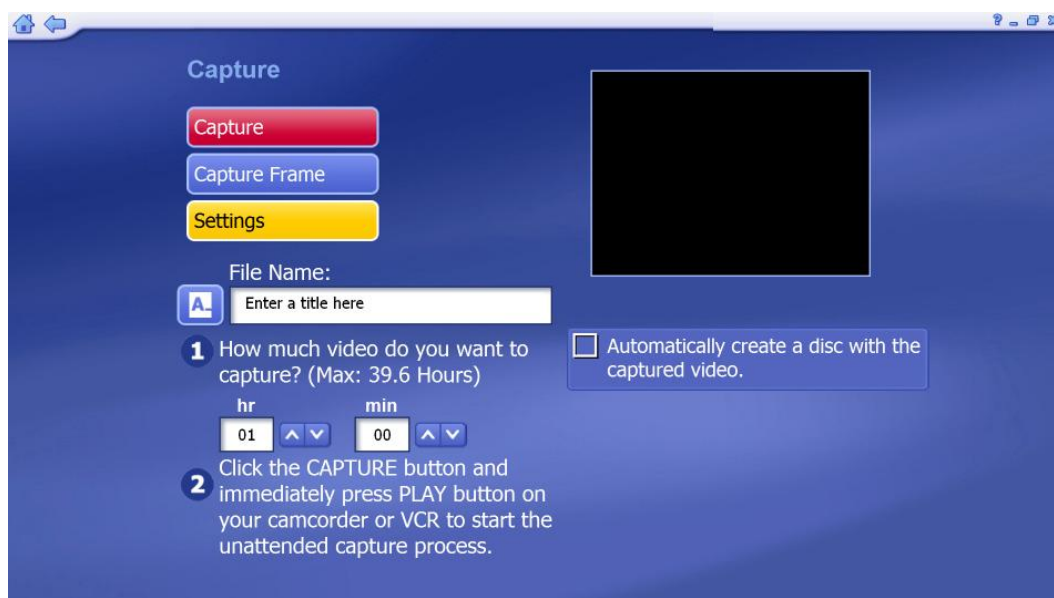 ?
Capture
Capture
Capture Frame
Settings
File Name:
A
Enter a title here
1 How much video do you want to
capture? (Max: 39.6 Hours)
hr min
01 00
2 Click the CAPTURE button and
immediately press PLAY button on
your camcorder or VCR to start the
unattended capture process.
Automatically create a disc with the
captured video.